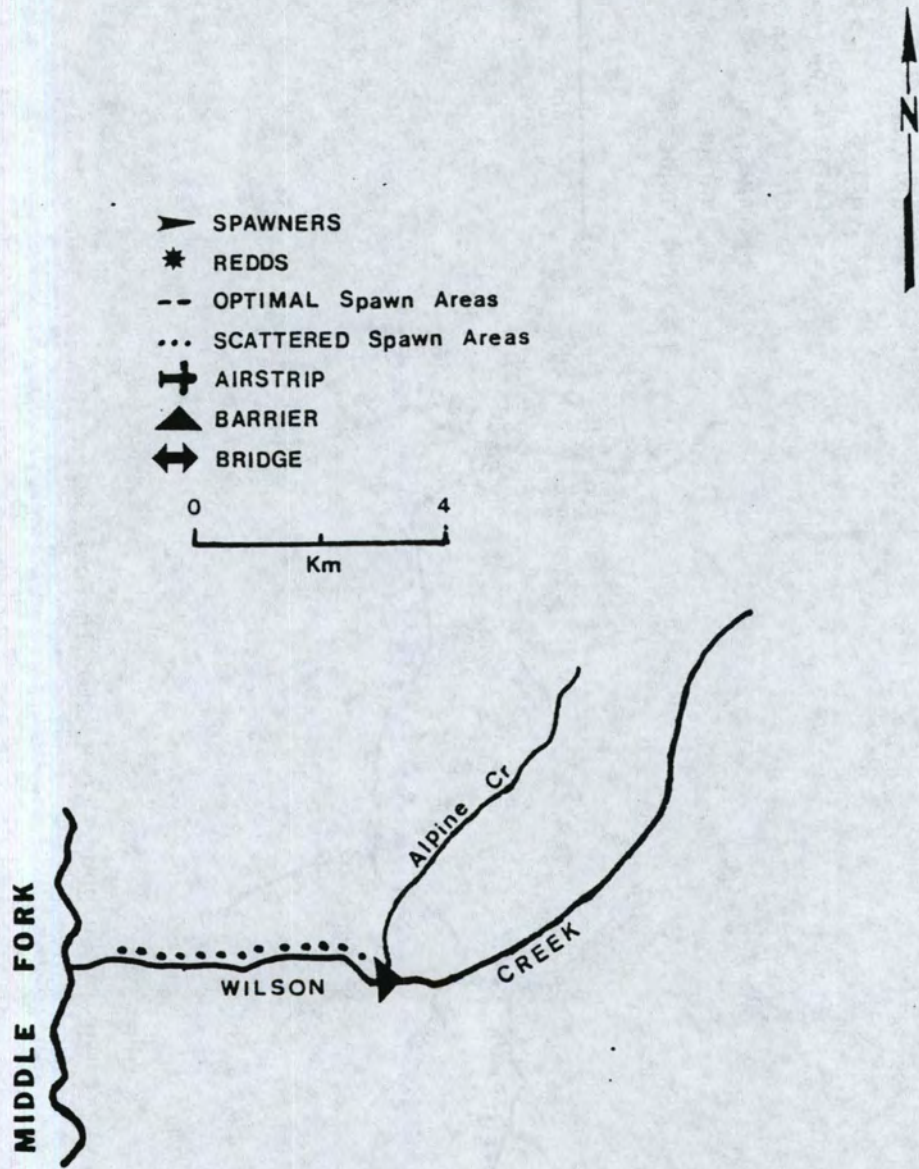 N
SPAWNERS
REDDS
OPTIMAL Spawn Areas
SCATTERED Spawn Areas
AIRSTRIP
BARRIER
BRIDGE
0 4
Km
Alpine Cr
MIDDLE FORK
WILSON CREEK